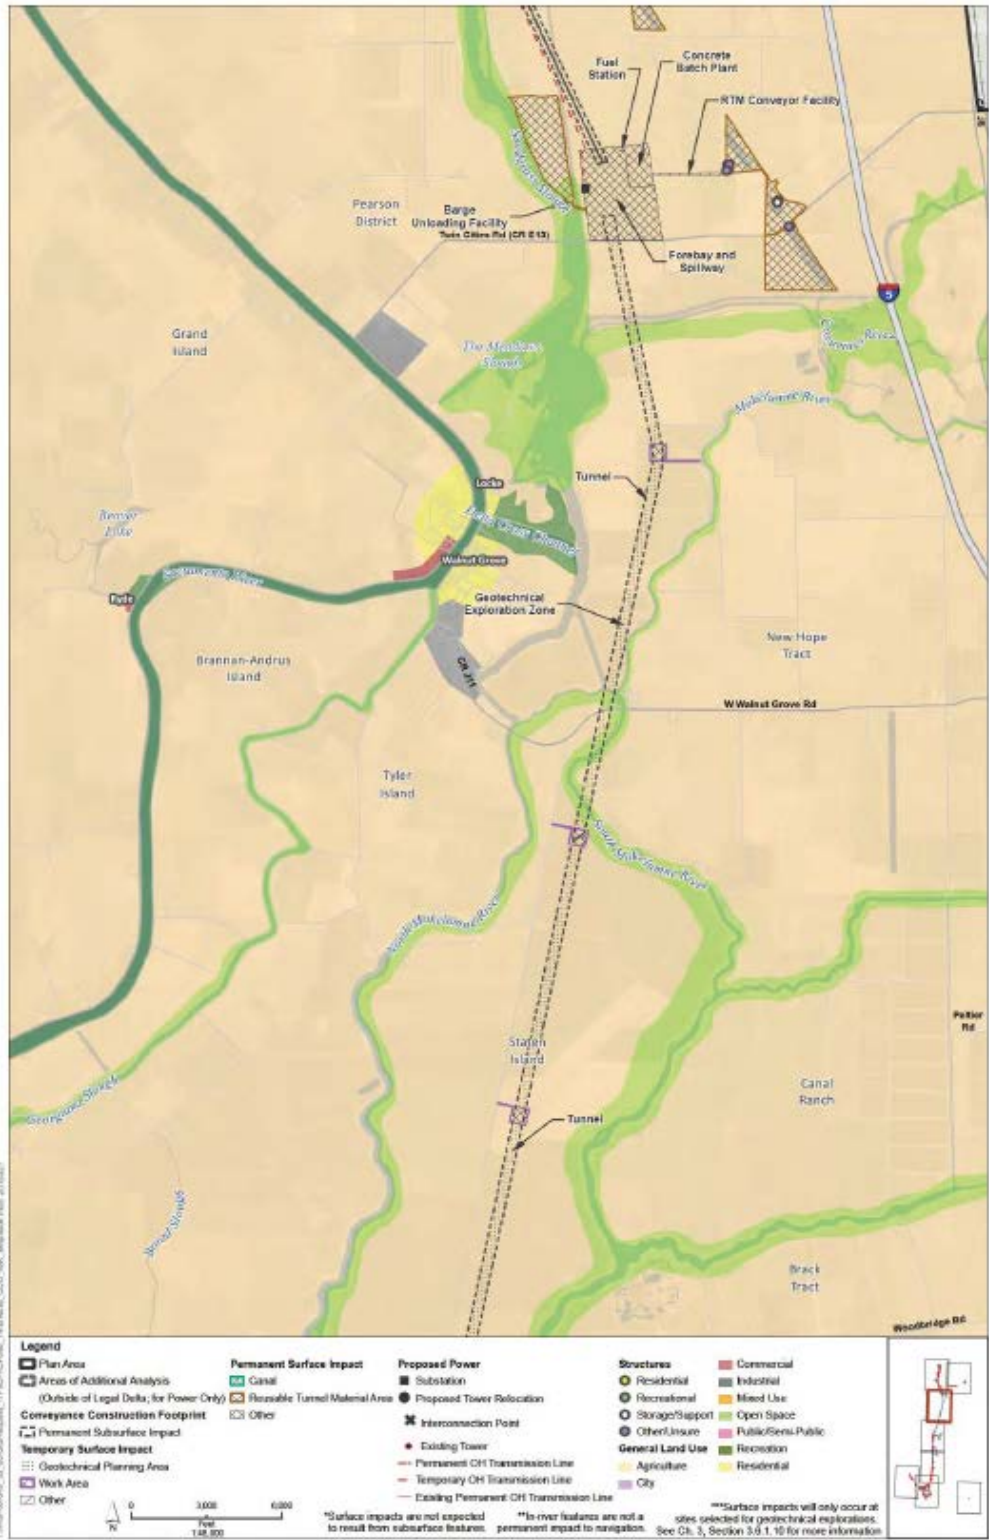 Fuel
Station
Concrete
Batch Plant
RTM Conveyor Facility
Snodgrass Slough
Pearson
District
Barge
Unloading Facility
Twin Cities Rd (CR E13)
Forebay and
Spillway
5
Grand
Island
The Meadows
Slough
Cosumnes River
Mokelumne River
Tunnel
Locke
Delta Cross Channel
Beaver
Lake
Walnut Grove
Sacramento River
Ryde
Geotechnical
Exploration Zone
New Hope
Tract
Brannan-Andrus
Island
CR J11
W Walnut Grove Rd
Tyler
Island
South Mokelumne River
North Mokelumne River
Peltier
Rd
Staten
Island
Canal
Ranch
Georgiana Slough
Tunnel
Broad Slough
Brack
Tract
Woodbridge Rd
Legend
Plan Area
Areas of Additional Analysis
(Outside of Legal Delta; for Power Only)
Conveyance Construction Footprint
Permanent Subsurface Impact
Temporary Surface Impact
Geotechnical Planning Area
Work Area
Other
Permanent Surface Impact
Canal
Reusable Tunnel Material Area
Other
Proposed Power
Substation
Proposed Tower Relocation
Interconnection Point
Existing Tower
Permanent OH Transmission Line
Temporary OH Transmission Line
Existing Permanent OH Transmission Line
Structures
Residential
Recreational
Storage/Support
Other/Unsure
General Land Use
Agriculture
City
Commercial
Industrial
Mixed Use
Open Space
Public/Semi-Public
Recreation
Residential
N
0 3,000 6,000
Feet
1:48,000
*Surface impacts are not expected
to result from subsurface features.
**In-river features are not a
permanent impact to navigation.
***Surface impacts will only occur at
sites selected for geotechnical explorations.
See Ch. 3, Section 3.6.1.10 for more information